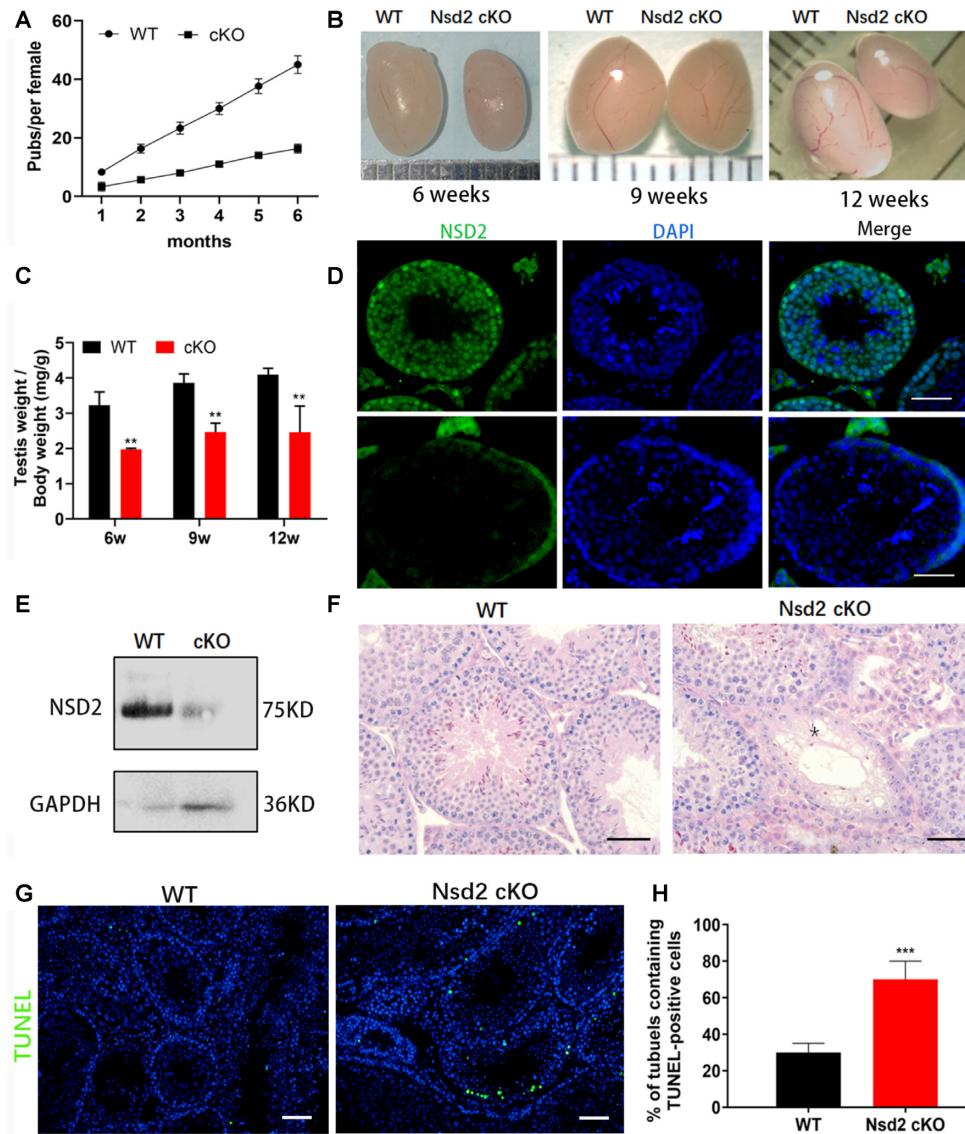 A
WT
cKO
Pubs/per female
60
40
20
0
1 2 3 4 5 6
months
B
WT Nsd2 cKO
WT Nsd2 cKO
WT Nsd2 cKO
6 weeks
9 weeks
12 weeks
C
WT
cKO
Testis weight /
Body weight (mg/g)
6
5
4
3
2
1
0
**
**
**
6w 9w 12w
D
NSD2
DAPI
Merge
E
WT cKO
NSD2
75KD
GAPDH
36KD
F
WT
Nsd2 cKO
*
G
WT
Nsd2 cKO
TUNEL
H
% of tubuels containing
TUNEL-positive cells
100
80
60
40
20
0
***
WT Nsd2 cKO